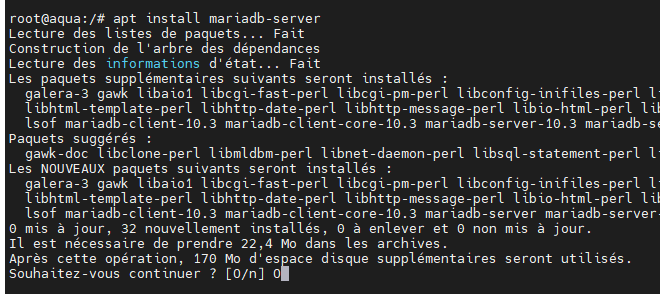 root@aqua:/# apt install mariadb-server
Lecture des listes de paquets... Fait
Construction de l'arbre des dépendances
Lecture des informations d'état... Fait
Les paquets supplémentaires suivants seront installés :
galera-3 gawk libaio1 libcgi-fast-perl libcgi-pm-perl libconfig-inifiles-perl
libhtml-template-perl libhttp-date-perl libhttp-message-perl libio-html-perl
lsof mariadb-client-10.3 mariadb-client-core-10.3 mariadb-server-10.3
Paquets suggérés :
gawk-doc libclone-perl libmldbm-perl libnet-daemon-perl libsql-statement-perl
Les NOUVEAUX paquets suivants seront installés :
galera-3 gawk libaio1 libcgi-fast-perl libcgi-pm-perl libconfig-inifiles-perl
libhtml-template-perl libhttp-date-perl libhttp-message-perl libio-html-perl
lsof mariadb-client-10.3 mariadb-client-core-10.3 mariadb-server mariadb-server-
0 mis à jour, 32 nouvellement installés, 0 à enlever et 0 non mis à jour.
Il est nécessaire de prendre 22,4 Mo dans les archives.
Après cette opération, 170 Mo d'espace disque supplémentaires seront utilisés.
Souhaitez-vous continuer ? [O/n] O